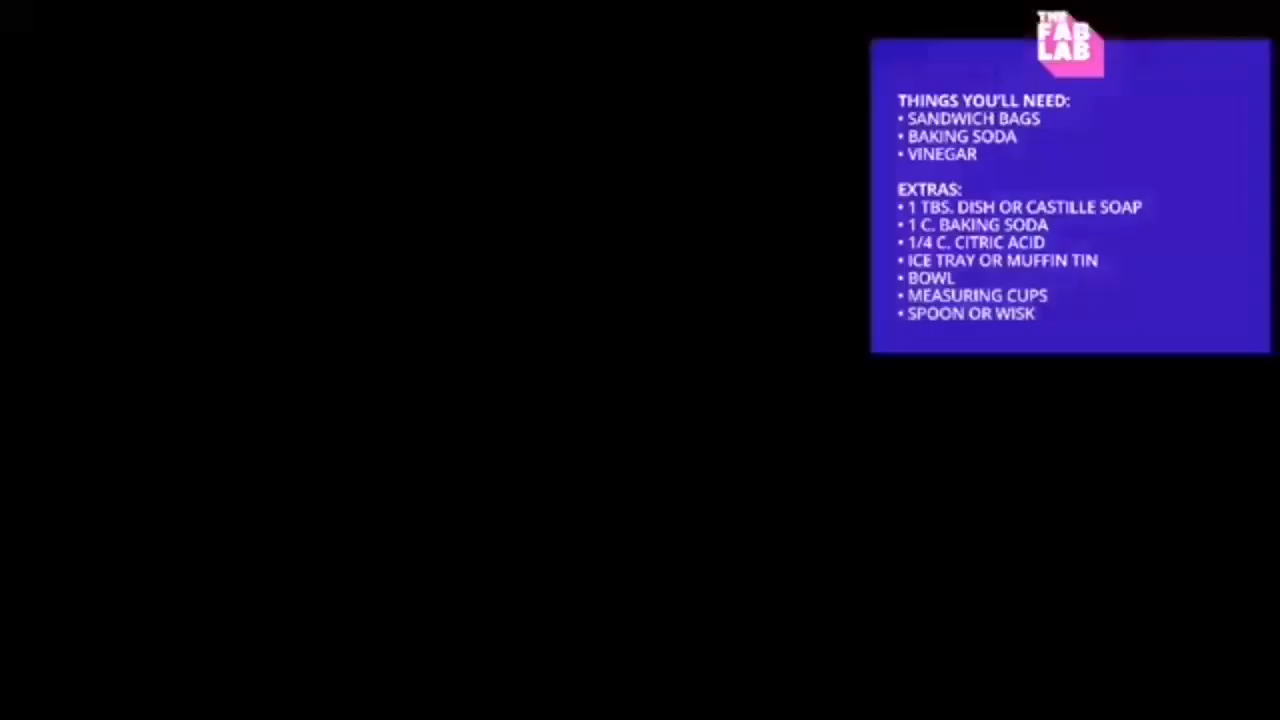 THE
FAB
LAB
THINGS YOU'LL NEED:
• SANDWICH BAGS
• BAKING SODA
• VINEGAR
EXTRAS:
• 1 TBS. DISH OR CASTILLE SOAP
• 1 C. BAKING SODA
• 1/4 C. CITRIC ACID
• ICE TRAY OR MUFFIN TIN
• BOWL
• MEASURING CUPS
• SPOON OR WISK